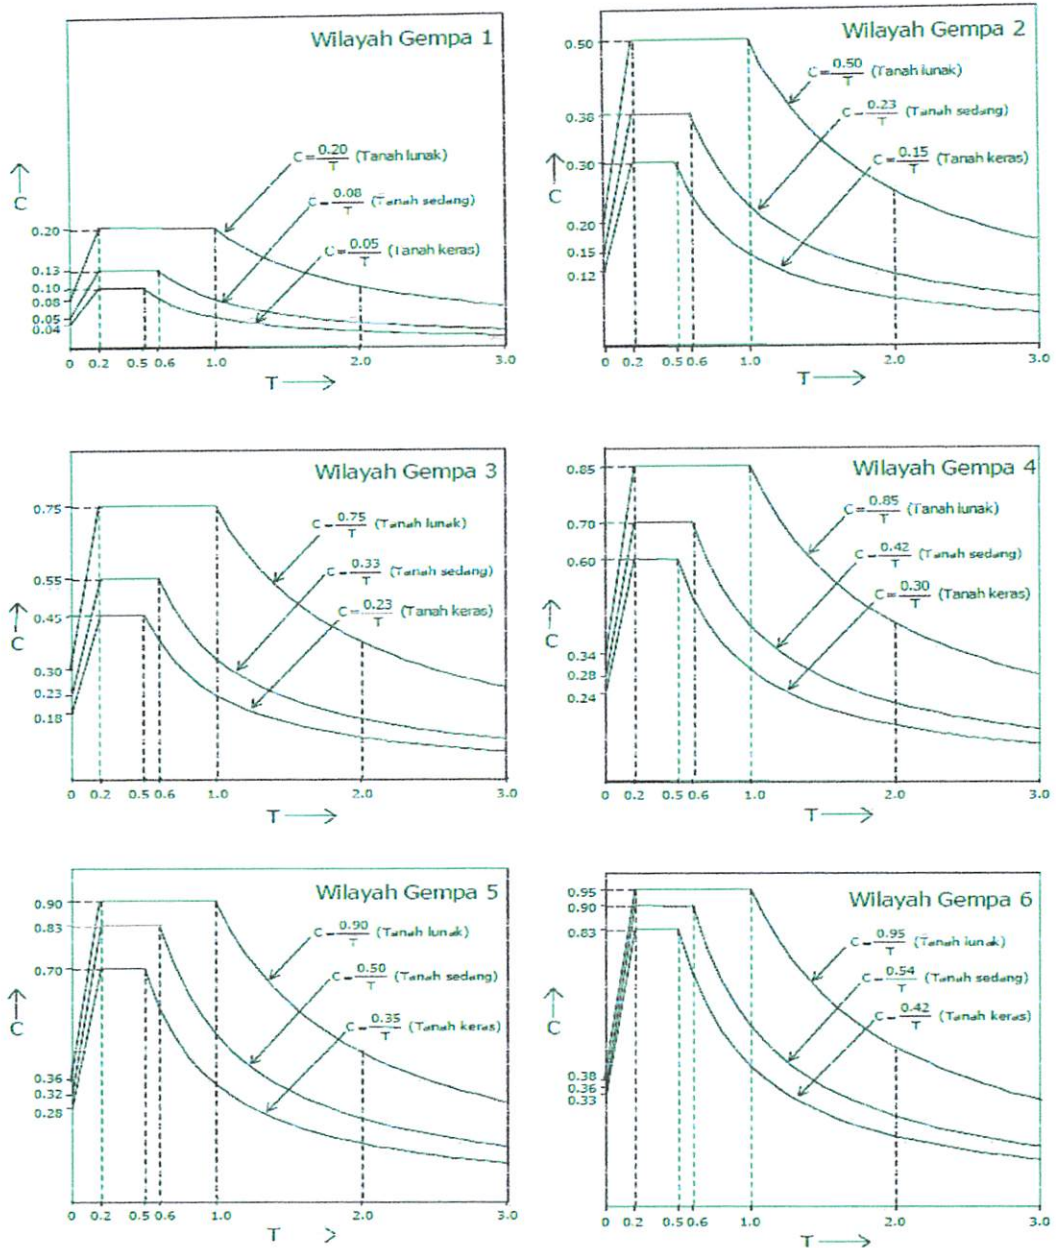 Wilayah Gempa 1
C=0.20/T (Tanah lunak)
C=0.08/T (Tanah sedang)
C=0.05/T (Tanah keras)
C
0.20
0.13
0.10
0.08
0.05
0.04
0 0.2 0.5 0.6 1.0 2.0 3.0
T
Wilayah Gempa 2
C=0.50/T (Tanah lunak)
C=0.23/T (Tanah sedang)
C=0.15/T (Tanah keras)
C
0.50
0.38
0.30
0.20
0.15
0.12
0 0.2 0.5 0.6 1.0 2.0 3.0
T
Wilayah Gempa 3
C=0.75/T (Tanah lunak)
C=0.33/T (Tanah sedang)
C=0.23/T (Tanah keras)
C
0.75
0.55
0.45
0.30
0.23
0.18
0 0.2 0.5 0.6 1.0 2.0 3.0
T
Wilayah Gempa 4
C=0.85/T (Tanah lunak)
C=0.42/T (Tanah sedang)
C=0.30/T (Tanah keras)
C
0.85
0.70
0.60
0.34
0.28
0.24
0 0.2 0.5 0.6 1.0 2.0 3.0
T
Wilayah Gempa 5
C=0.90/T (Tanah lunak)
C=0.50/T (Tanah sedang)
C=0.35/T (Tanah keras)
C
0.90
0.83
0.70
0.36
0.32
0.28
0 0.2 0.5 0.6 1.0 2.0 3.0
T
Wilayah Gempa 6
C=0.95/T (Tanah lunak)
C=0.54/T (Tanah sedang)
C=0.42/T (Tanah keras)
C
0.95
0.90
0.83
0.38
0.36
0.33
0 0.2 0.5 0.6 1.0 2.0 3.0
T